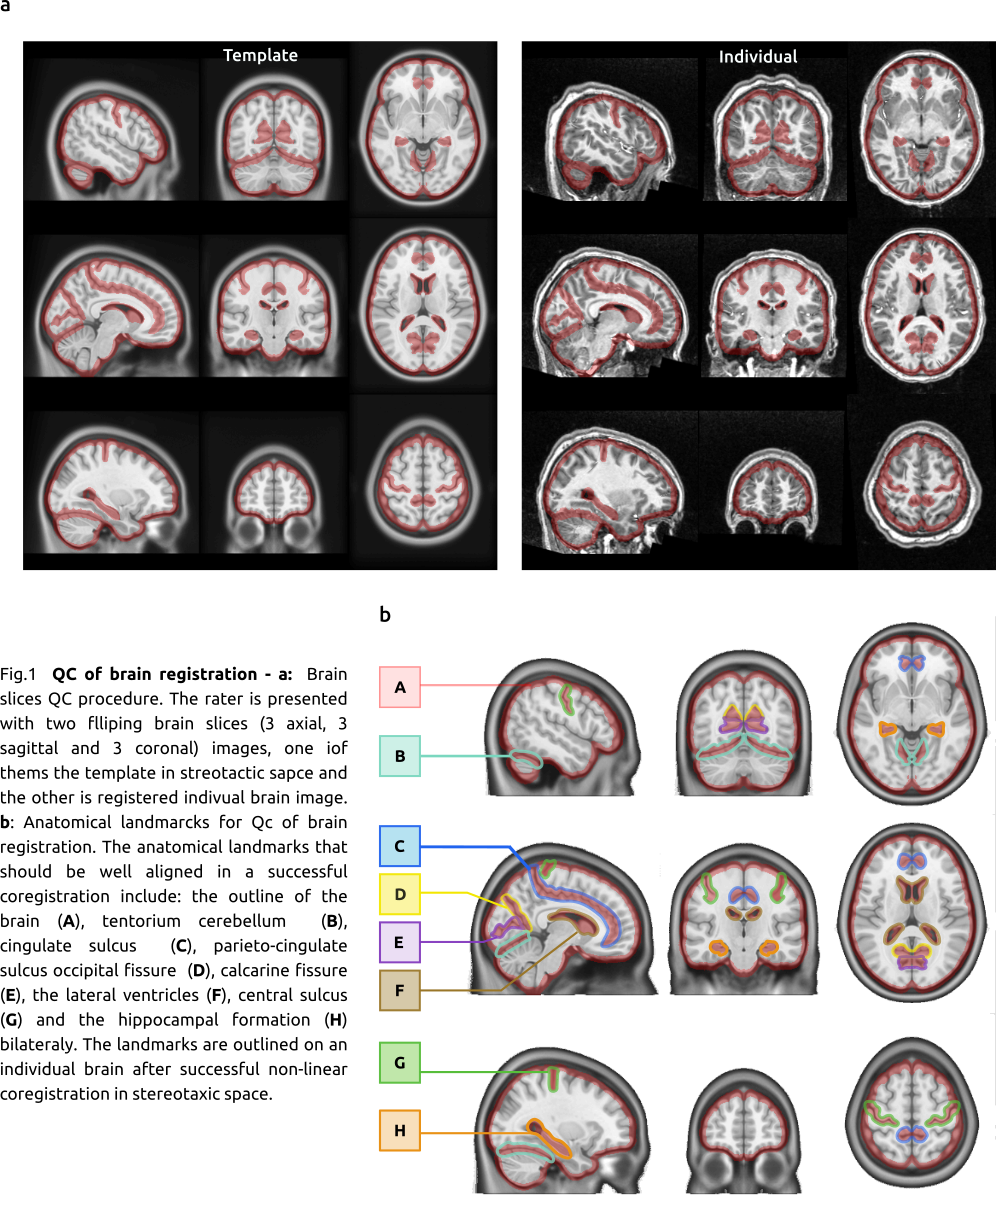 a
Template
Individual
b
Fig.1 QC of brain registration - a: Brain
slices QC procedure. The rater is presented
with two flliping brain slices (3 axial, 3
sagittal and 3 coronal) images, one iof
thems the template in streotactic sapce and
the other is registered indivual brain image.
b: Anatomical landmarcks for Qc of brain
registration. The anatomical landmarks that
should be well aligned in a successful
coregistration include: the outline of the
brain (A), tentorium cerebellum (B),
cingulate sulcus (C), parieto-cingulate
sulcus occipital fissure (D), calcarine fissure
(E), the lateral ventricles (F), central sulcus
(G) and the hippocampal formation (H)
bilateraly. The landmarks are outlined on an
individual brain after successful non-linear
coregistration in stereotaxic space.
A
B
C
D
E
F
G
H